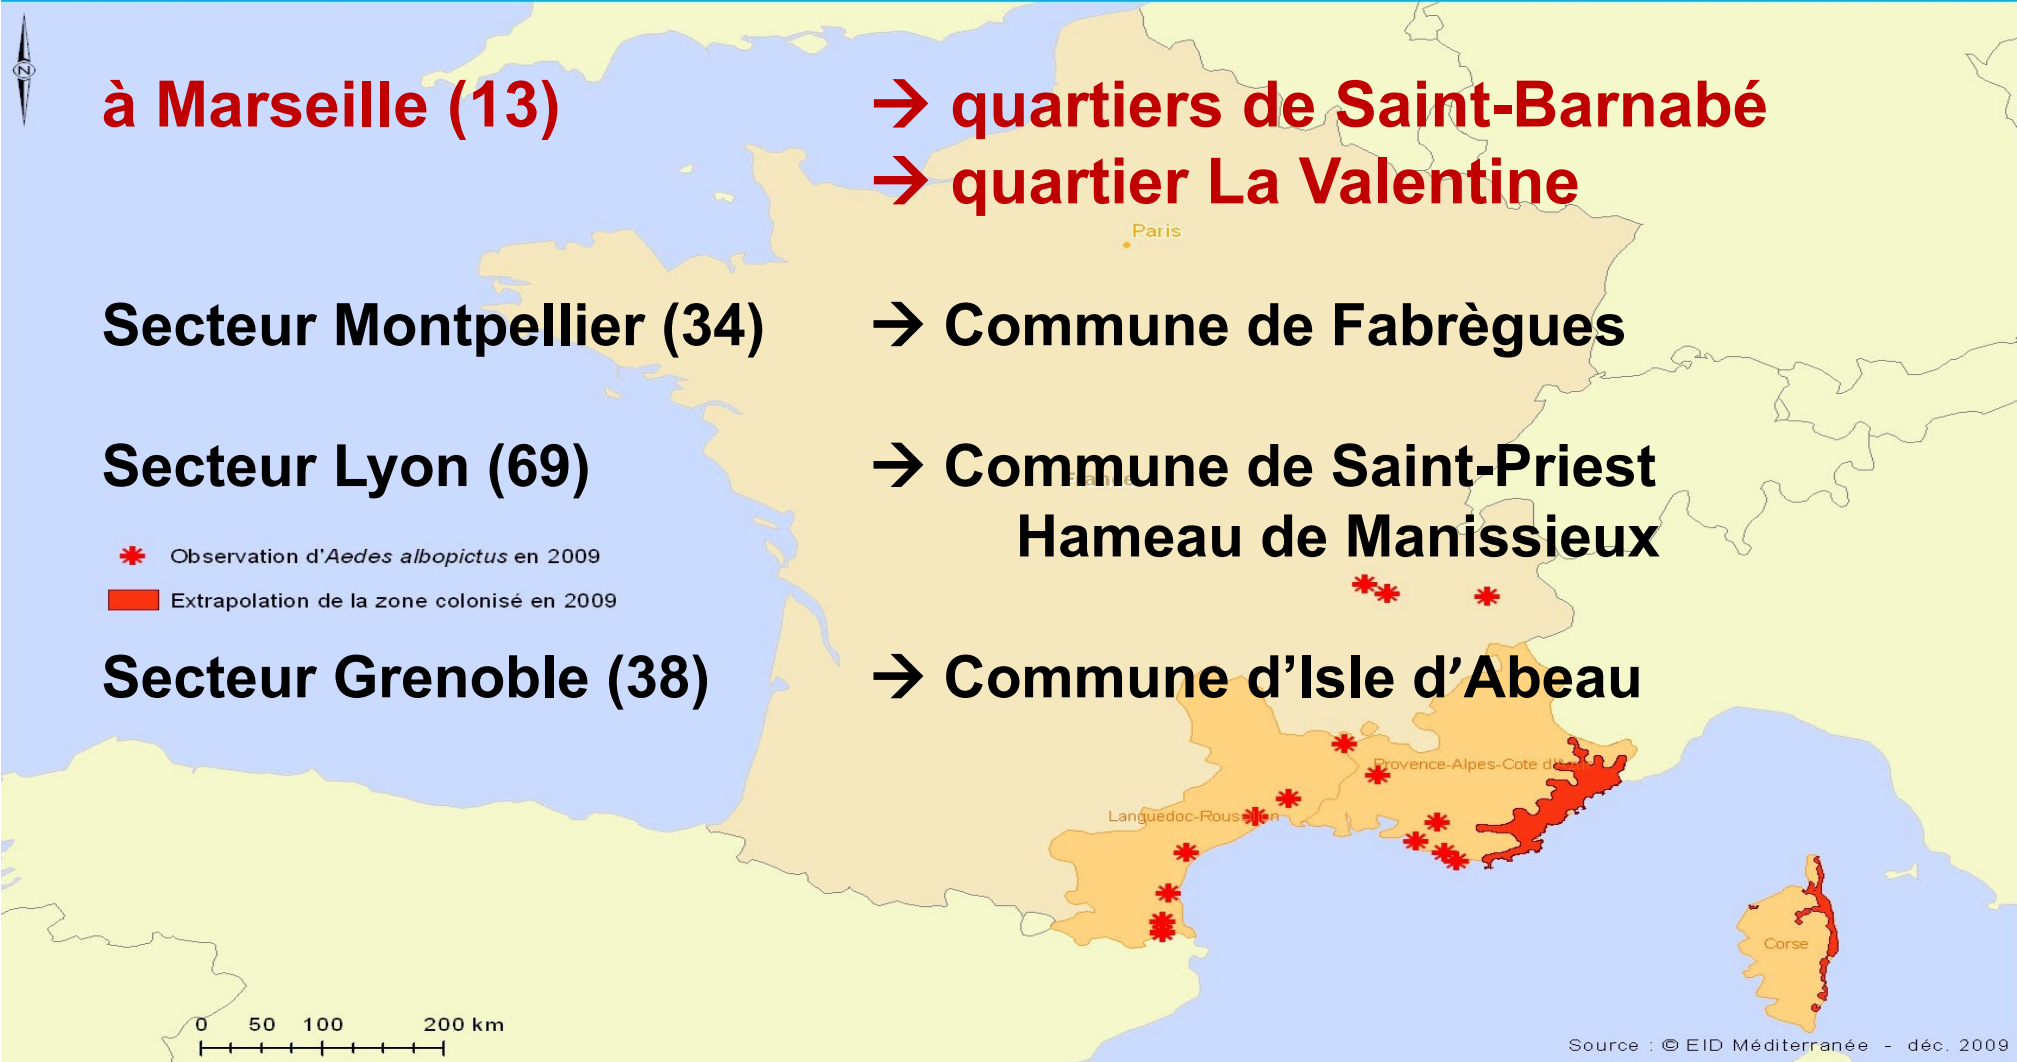 N
à Marseille (13) → quartiers de Saint-Barnabé
→ quartier La Valentine
Paris
Secteur Montpellier (34) → Commune de Fabrègues
Secteur Lyon (69) → Commune de Saint-Priest
France
Hameau de Manissieux
Observation d'Aedes albopictus en 2009
Extrapolation de la zone colonisé en 2009
Secteur Grenoble (38) → Commune d’Isle d’Abeau
Provence-Alpes-Cote d'Azur
Languedoc-Roussillon
Corse
0 50 100 200 km
Source : © EID Méditerranée - déc. 2009